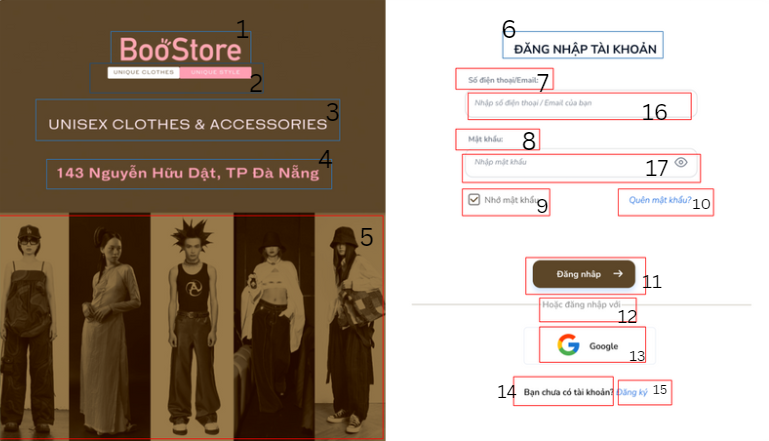 1
BooStore
UNIQUE CLOTHES UNIQUE STYLE
2
3
UNISEX CLOTHES & ACCESSORIES
4
143 Nguyễn Hữu Dật, TP Đà Nẵng
5
6
ĐĂNG NHẬP TÀI KHOẢN
Số điện thoại/Email:
7
Nhập số điện thoại / Email của bạn
16
Mật khẩu:
8
Nhập mật khẩu
17
Nhớ mật khẩu
9
Quên mật khẩu?
10
Đăng nhập →
11
Hoặc đăng nhập với
12
Google
13
14
Bạn chưa có tài khoản? Đăng ký
15